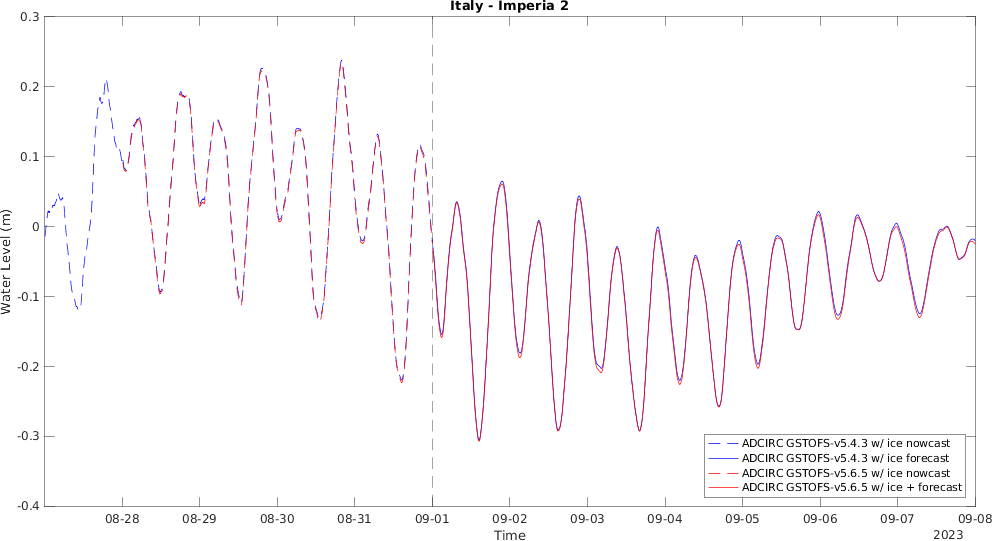 Italy - Imperia 2
0.3
0.2
0.1
0
-0.1
-0.2
-0.3
-0.4
Water Level (m)
ADCIRC GSTOFS-v5.4.3 w/ ice nowcast
ADCIRC GSTOFS-v5.4.3 w/ ice forecast
ADCIRC GSTOFS-v5.6.5 w/ ice nowcast
ADCIRC GSTOFS-v5.6.5 w/ ice + forecast
08-28 08-29 08-30 08-31 09-01 09-02 09-03 09-04 09-05 09-06 09-07 09-08
Time
2023